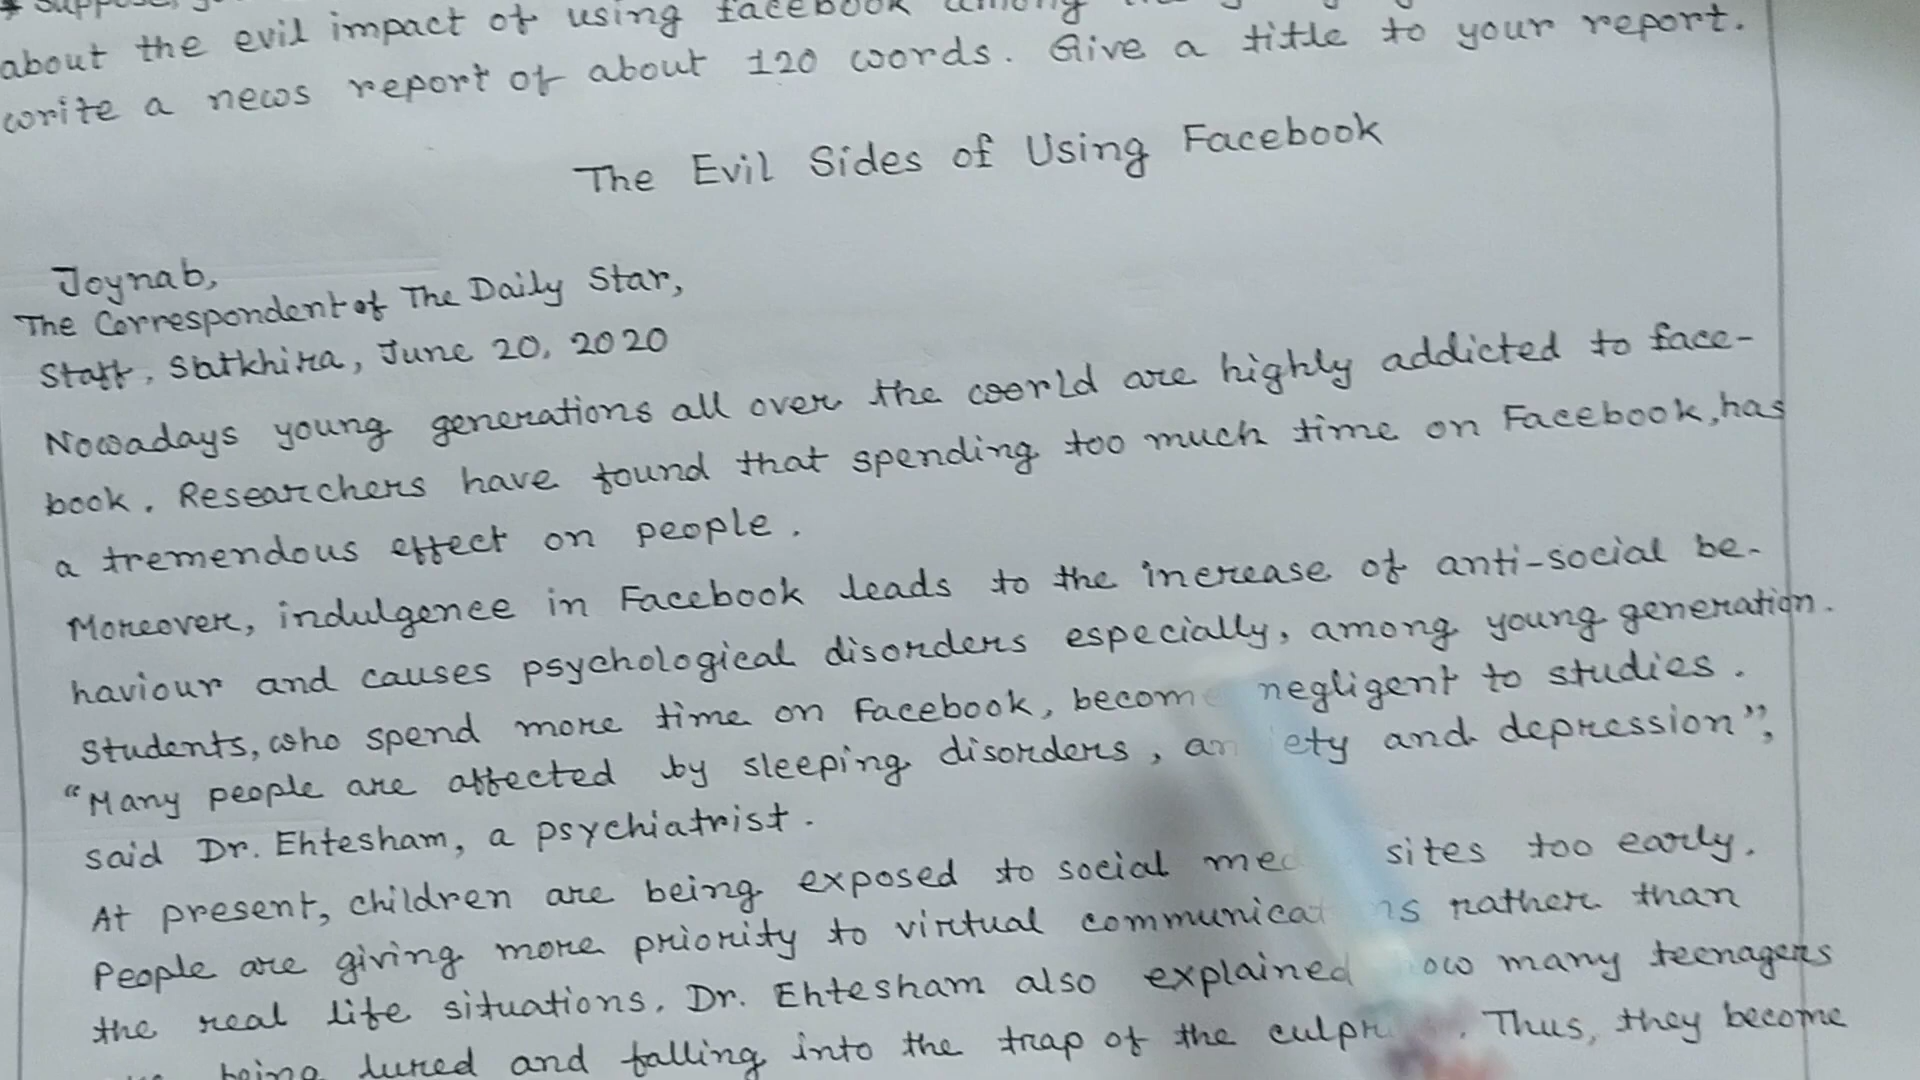 about the evil impact of using facebook among
write a news report of about 120 words. Give a title to your report.
The Evil Sides of Using Facebook
Joynab,
The Correspondent of The Daily Star,
Staff, Satkhira, June 20, 2020
Nowadays young generations all over the world are highly addicted to face-
book. Researchers have found that spending too much time on Facebook, has
a tremendous effect on people.
Moreover, indulgence in Facebook leads to the increase of anti-social be-
haviour and causes psychological disorders especially, among young generation.
Students, who spend more time on Facebook, become negligent to studies.
"Many people are affected by sleeping disorders, anxiety and depression",
said Dr. Ehtesham, a psychiatrist.
At present, children are being exposed to social media sites too early.
People are giving more priority to virtual communications rather than
the real life situations. Dr. Ehtesham also explained how many teenagers
being lured and falling into the trap of the Thus, they become